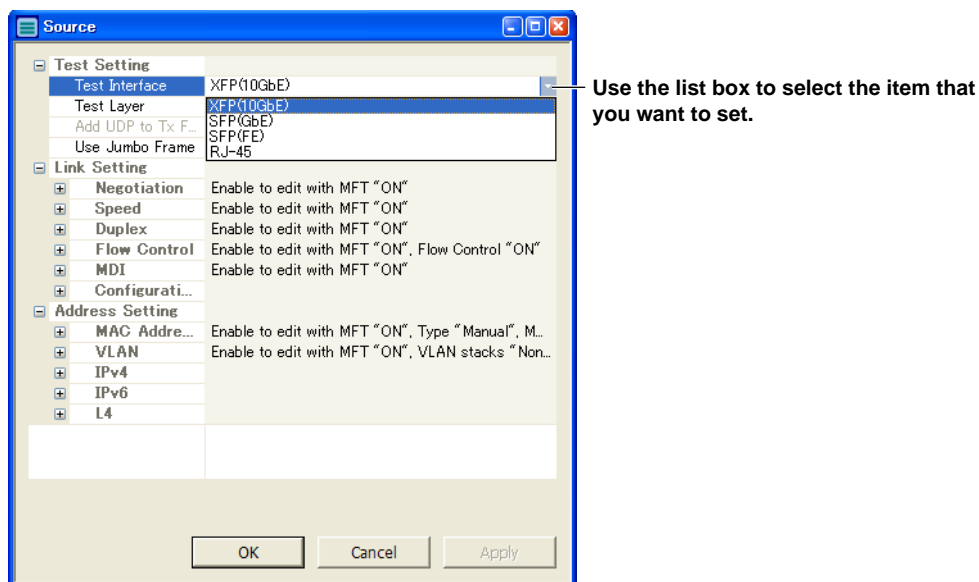 Source
Test Setting
Test Interface XFP(10GbE)
Use the list box to select the item that
you want to set.
Test Layer XFP(10GbE)
SFP(GbE)
Add UDP to Tx F...
SFP(FE)
Use Jumbo Frame RJ-45
Link Setting
Negotiation Enable to edit with MFT "ON"
Speed Enable to edit with MFT "ON"
Duplex Enable to edit with MFT "ON"
Flow Control Enable to edit with MFT "ON", Flow Control "ON"
MDI Enable to edit with MFT "ON"
Configurati...
Address Setting
MAC Addre... Enable to edit with MFT "ON", Type "Manual", M...
VLAN Enable to edit with MFT "ON", VLAN stacks "Non...
IPv4
IPv6
L4
OK Cancel Apply